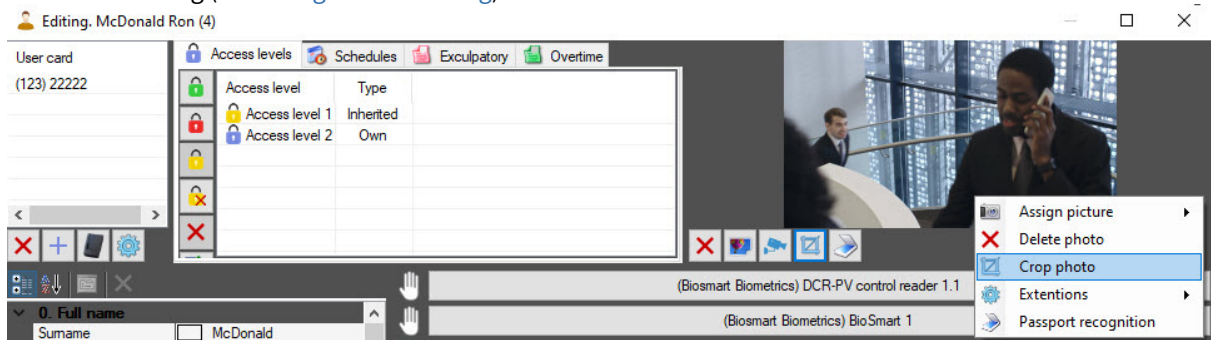 Editing. McDonald Ron (4)
User card
(123) 22222
Access levels Schedules Exculpatory Overtime
Access level Type
Access level 1 Inherited
Access level 2 Own
Assign picture
Delete photo
Crop photo
Extentions
Passport recognition
(Biosmart Biometrics) DCR-PV control reader 1.1
(Biosmart Biometrics) BioSmart 1
0. Full name
Surname McDonald